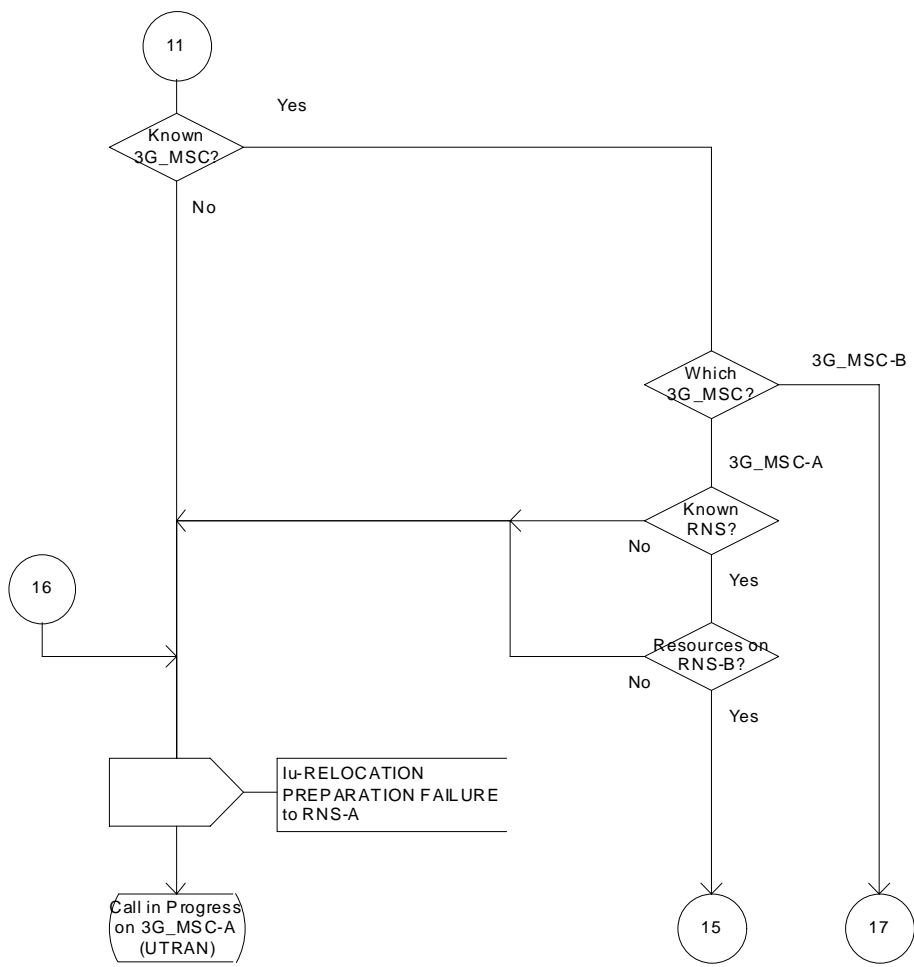 11
Yes
Known
3G_MSC?
No
3G_MSC-B
Which
3G_MSC?
3G_MSC-A
Known
RNS?
No
Yes
16
Resources on
RNS-B?
No
Yes
Iu-RELOCATION
PREPARATION FAILURE
to RNS-A
Call in Progress
on 3G_MSC-A
(UTRAN)
15
17